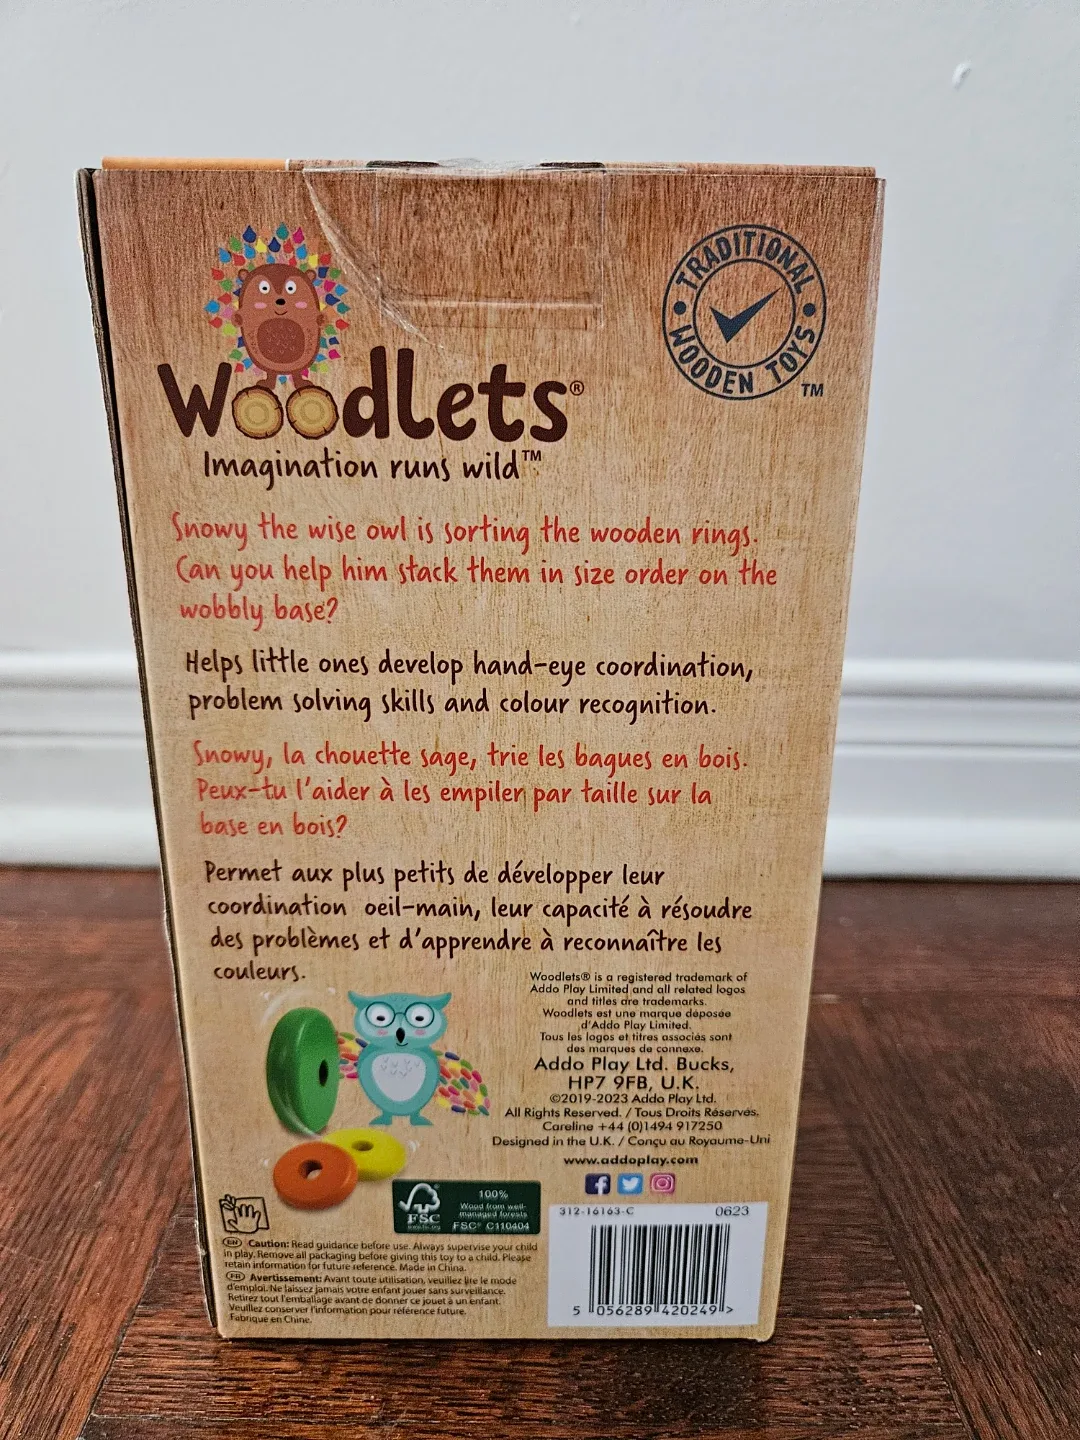 Woodlets®
Imagination runs wild™
TRADITIONAL WOODEN TOYS ™
Snowy the wise owl is sorting the wooden rings.
Can you help him stack them in size order on the
wobbly base?
Helps little ones develop hand-eye coordination,
problem solving skills and colour recognition.
Snowy, la chouette sage, trie les bagues en bois.
Peux-tu l'aider à les empiler par taille sur la
base en bois?
Permet aux plus petits de développer leur
coordination oeil-main, leur capacité à résoudre
des problèmes et d'apprendre à reconnaître les
couleurs.
Woodlets® is a registered trademark of
Addo Play Limited and all related logos
and titles are trademarks.
Woodlets est une marque déposée
d'Addo Play Limited.
Tous les logos et titres associés sont
des marques de connexe.
Addo Play Ltd. Bucks,
HP7 9FB, U.K.
©2019-2023 Addo Play Ltd.
All Rights Reserved. / Tous Droits Réservés.
Careline +44 (0)1494 917250
Designed in the U.K. / Conçu au Royaume-Uni
www.addoplay.com
FSC
www.fsc.org
100%
Wood from well-
managed forests
FSC® C110404
EN Caution: Read guidance before use. Always supervise your child
in play. Remove all packaging before giving this toy to a child. Please
retain information for future reference. Made in China.
FR Avertissement: Avant toute utilisation, veuillez lire le mode
d'emploi. Ne laissez jamais votre enfant jouer sans surveillance.
Retirez tout l'emballage avant de donner ce jouet à un enfant.
Veuillez conserver l'information pour référence future.
Fabriqué en Chine.
312-16163-C 0623
5 056289 420249 >